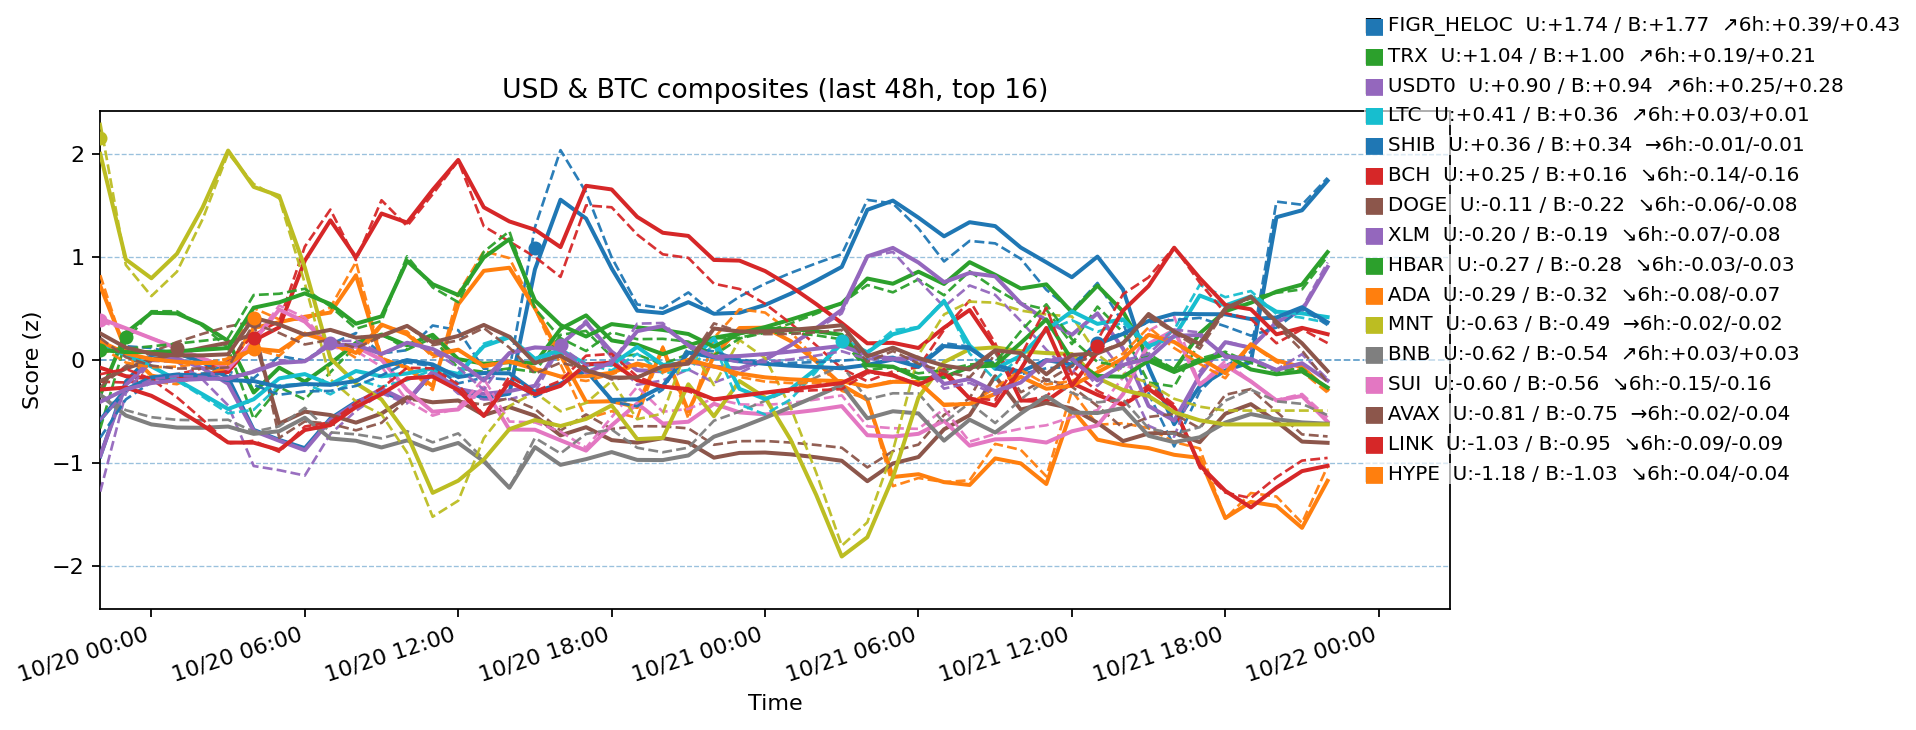 FIGR_HELOC  U:+1.74 / B:+1.77  ↗6h:+0.39/+0.43
TRX  U:+1.04 / B:+1.00  ↗6h:+0.19/+0.21
USDT0  U:+0.90 / B:+0.94  ↗6h:+0.25/+0.28
LTC  U:+0.41 / B:+0.36  ↗6h:+0.03/+0.01
SHIB  U:+0.36 / B:+0.34  →6h:-0.01/-0.01
BCH  U:+0.25 / B:+0.16  ↘6h:-0.14/-0.16
DOGE  U:-0.11 / B:-0.22  ↘6h:-0.06/-0.08
XLM  U:-0.20 / B:-0.19  ↘6h:-0.07/-0.08
HBAR  U:-0.27 / B:-0.28  ↘6h:-0.03/-0.03
ADA  U:-0.29 / B:-0.32  ↘6h:-0.08/-0.07
MNT  U:-0.63 / B:-0.49  →6h:-0.02/-0.02
BNB  U:-0.62 / B:-0.54  ↗6h:+0.03/+0.03
SUI  U:-0.60 / B:-0.56  ↘6h:-0.15/-0.16
AVAX  U:-0.81 / B:-0.75  →6h:-0.02/-0.04
LINK  U:-1.03 / B:-0.95  ↘6h:-0.09/-0.09
HYPE  U:-1.18 / B:-1.03  ↘6h:-0.04/-0.04
USD & BTC composites (last 48h, top 16)
Score (z)
2
1
0
−1
−2
10/20 00:00
10/20 06:00
10/20 12:00
10/20 18:00
10/21 00:00
10/21 06:00
10/21 12:00
10/21 18:00
10/22 00:00
Time